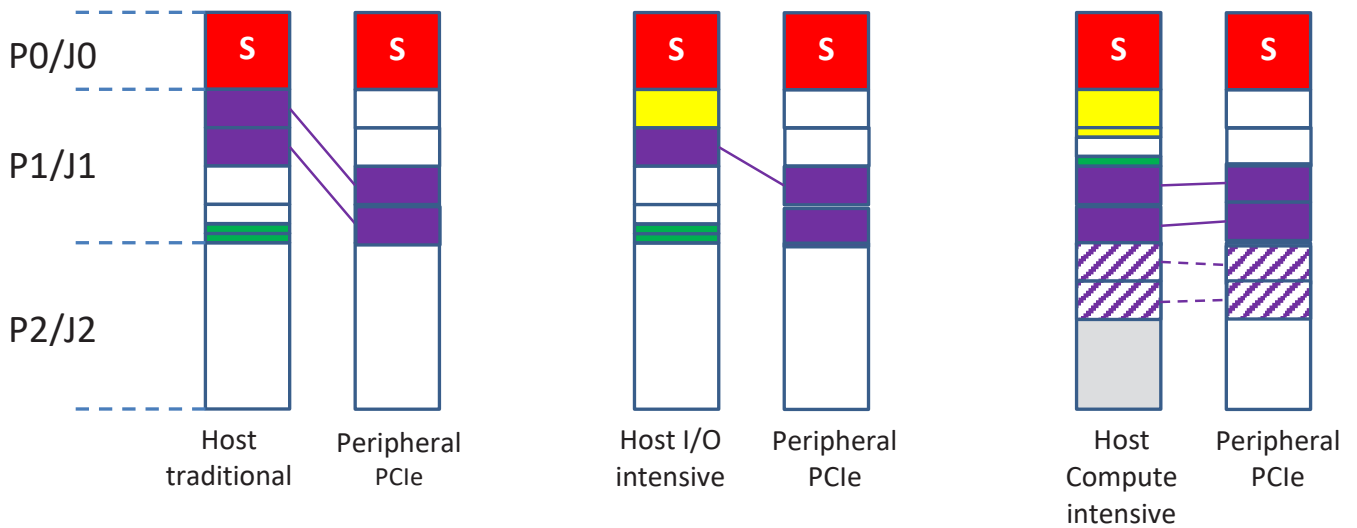 P0/J0
S
S
S
S
S
S
P1/J1
P2/J2
Host
traditional
Peripheral
PCIe
Host I/O
intensive
Peripheral
PCIe
Host
Compute
intensive
Peripheral
PCIe